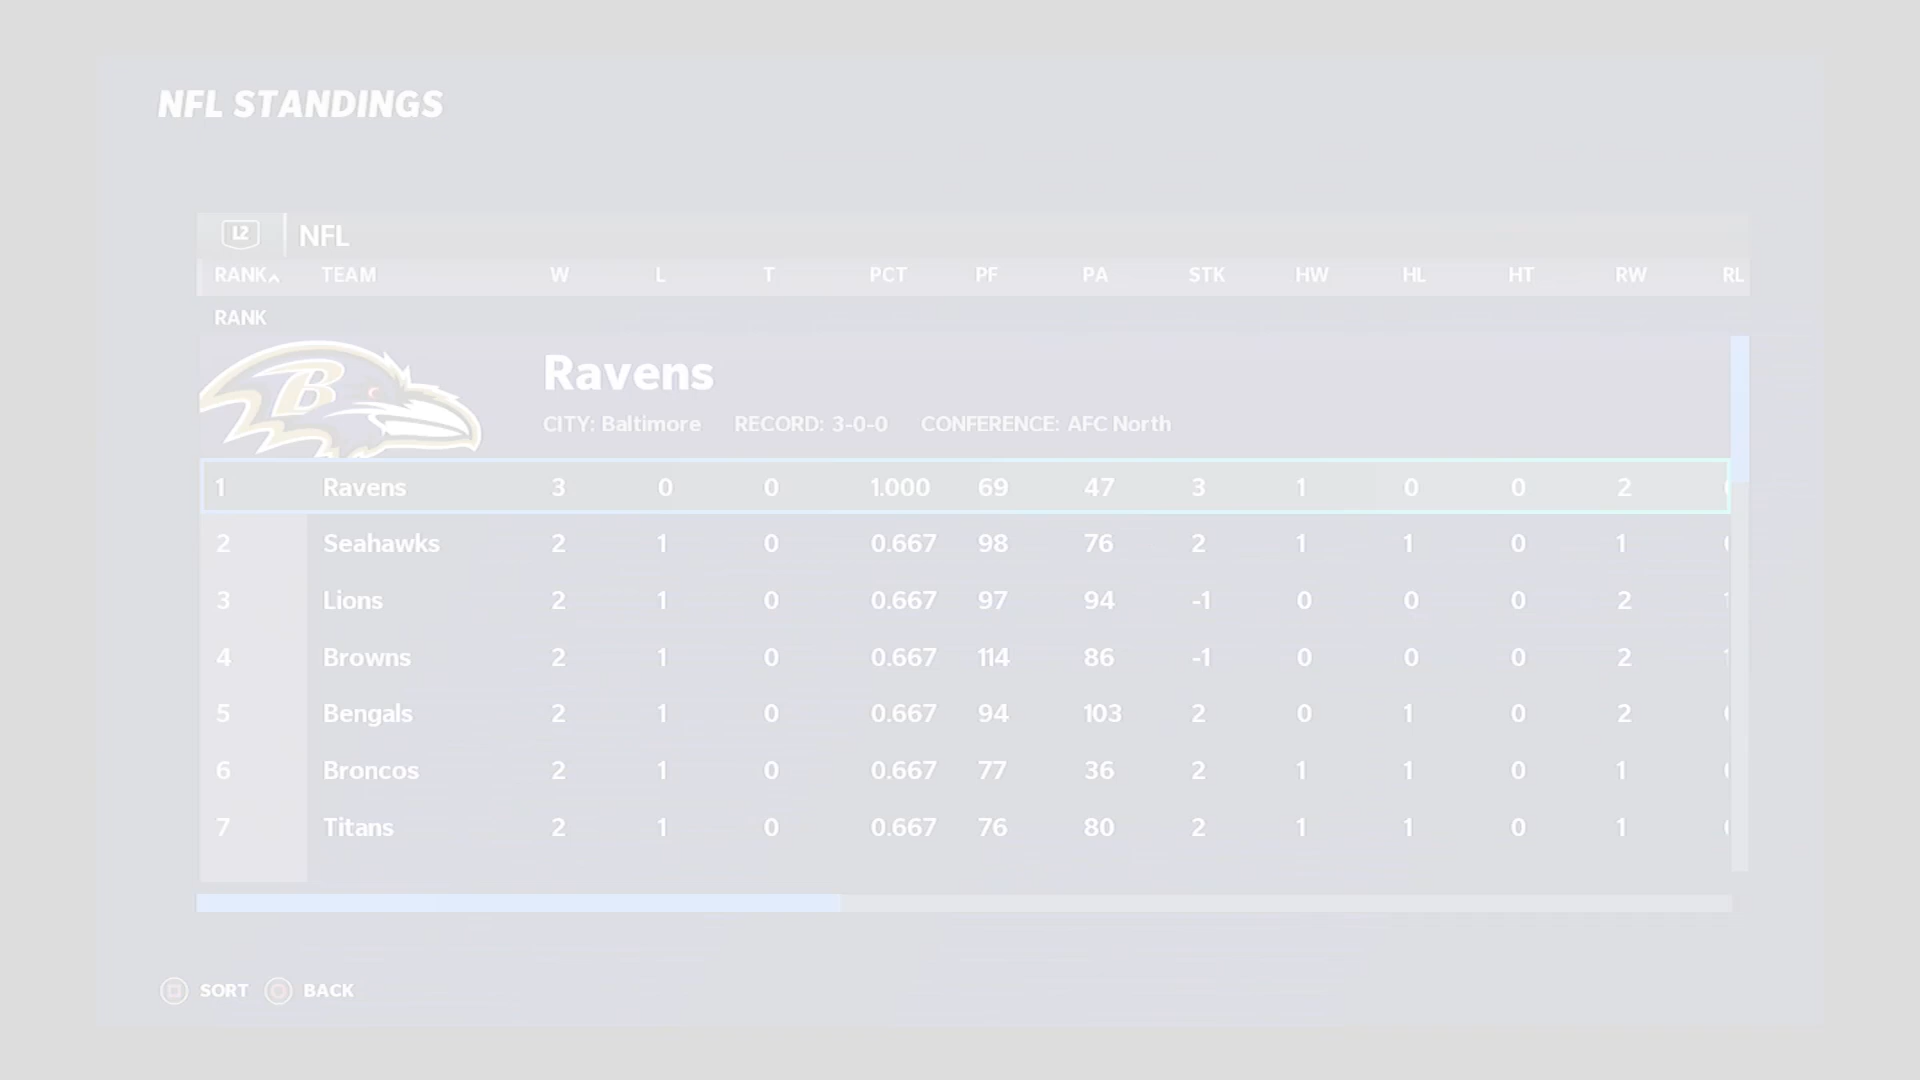 NFL STANDINGS
L2 NFL
RANK TEAM W L T PCT PF PA STK HW HL HT RW RL
RANK
B
Ravens
CITY: Baltimore RECORD: 3-0-0 CONFERENCE: AFC North
1 Ravens 3 0 0 1.000 69 47 3 1 0 0 2
2 Seahawks 2 1 0 0.667 98 76 2 1 1 0 1
3 Lions 2 1 0 0.667 97 94 -1 0 0 0 2
4 Browns 2 1 0 0.667 114 86 -1 0 0 0 2
5 Bengals 2 1 0 0.667 94 103 2 0 1 0 2
6 Broncos 2 1 0 0.667 77 36 2 1 1 0 1
7 Titans 2 1 0 0.667 76 80 2 1 1 0 1
SORT BACK